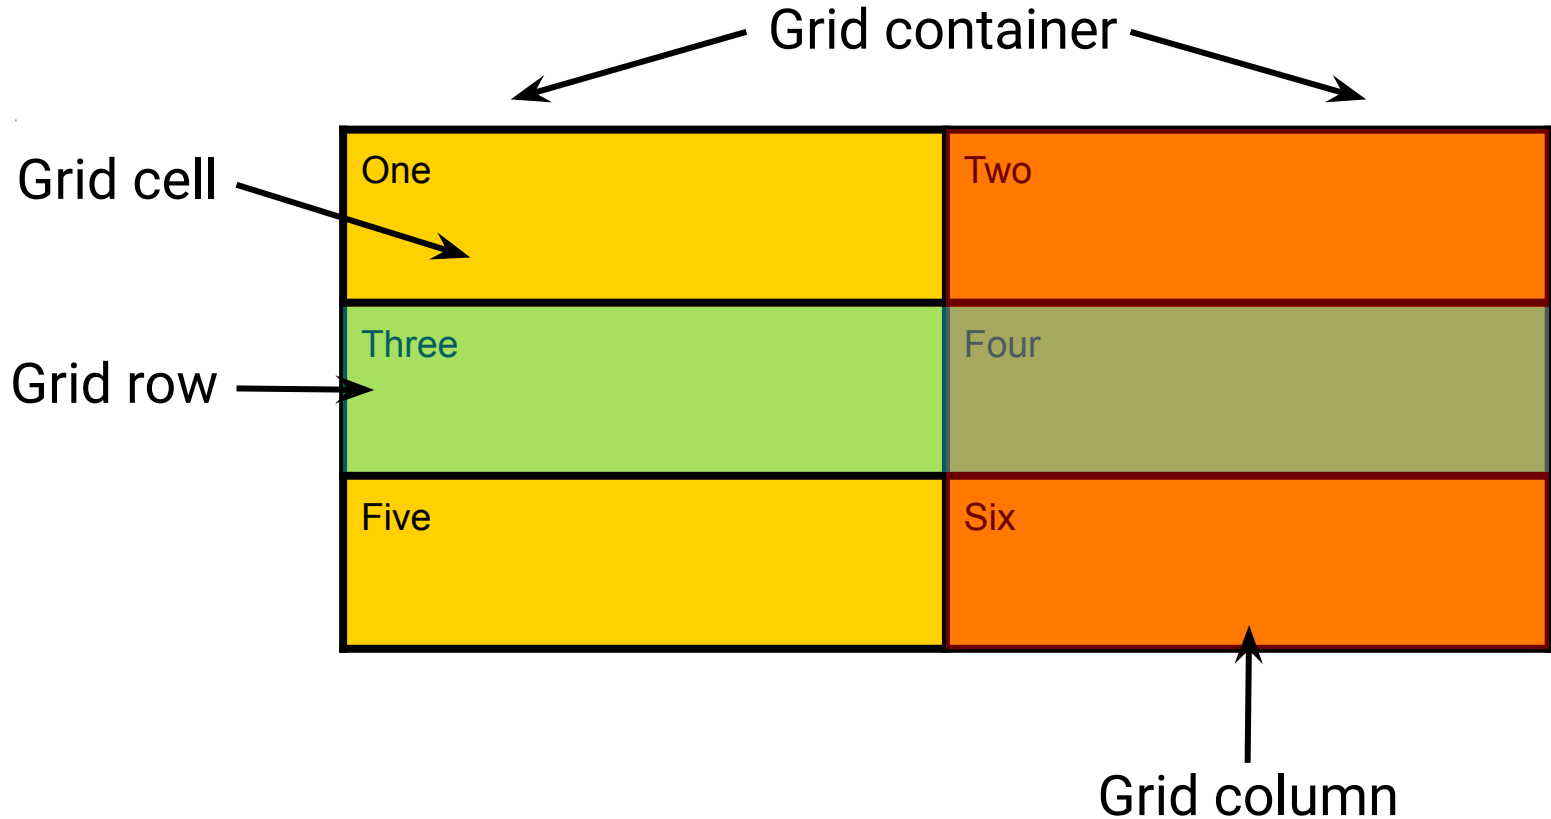 Grid container
Grid cell
One
Two
Grid row
Three
Four
Five
Six
Grid column